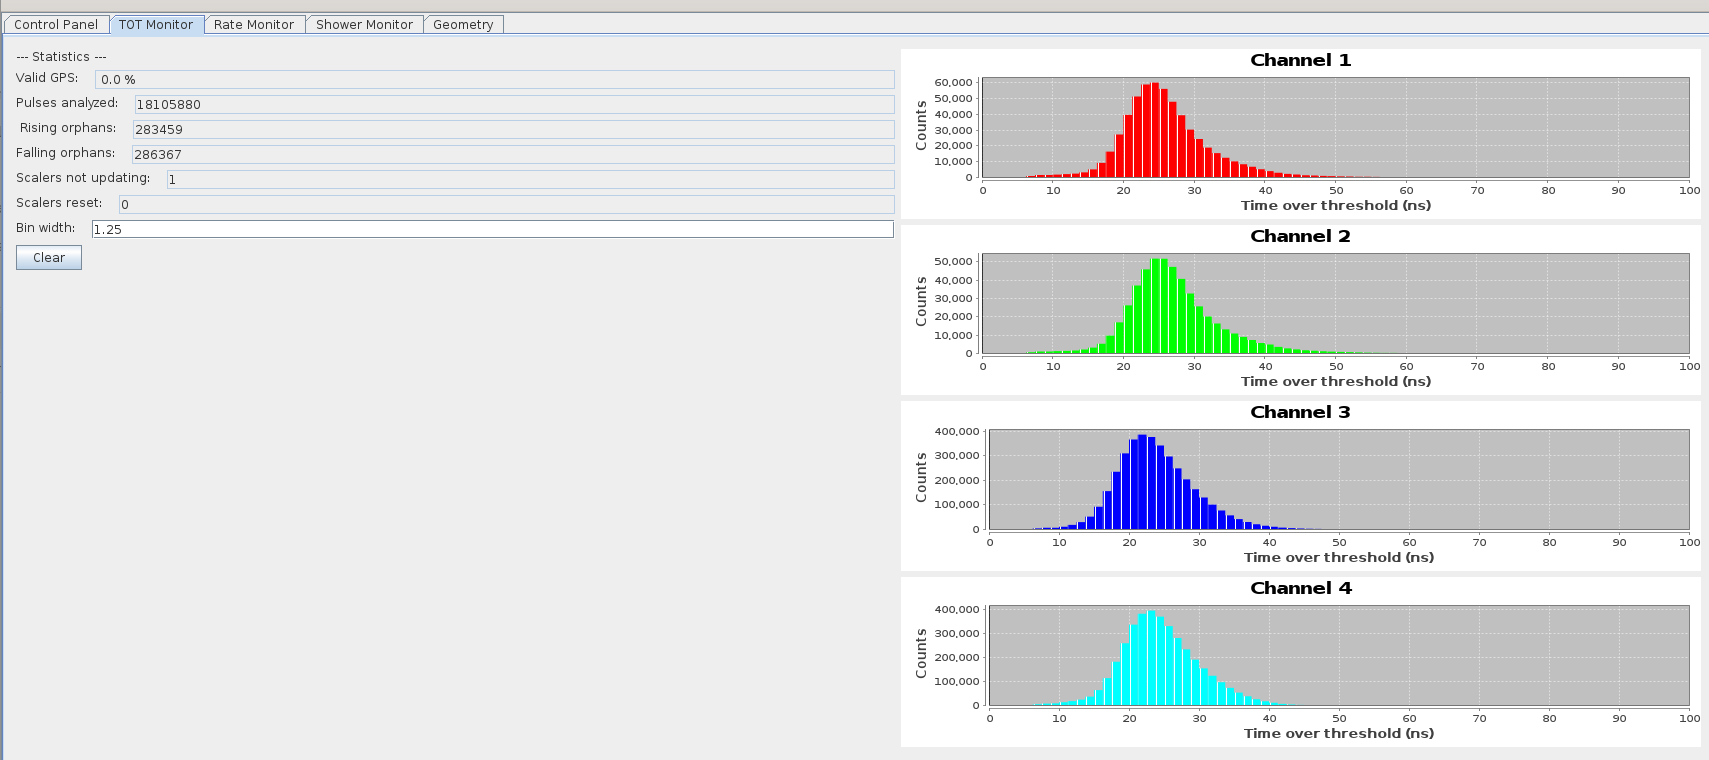 Control Panel TOT Monitor Rate Monitor Shower Monitor Geometry
--- Statistics ---
Valid GPS: 0.0 %
Pulses analyzed: 18105880
Rising orphans: 283459
Falling orphans: 286367
Scalers not updating: 1
Scalers reset: 0
Bin width: 1.25
Clear
Channel 1
Counts
60,000
50,000
40,000
30,000
20,000
10,000
0
0 10 20 30 40 50 60 70 80 90 100
Time over threshold (ns)
Channel 2
Counts
50,000
40,000
30,000
20,000
10,000
0
0 10 20 30 40 50 60 70 80 90 100
Time over threshold (ns)
Channel 3
Counts
400,000
300,000
200,000
100,000
0
0 10 20 30 40 50 60 70 80 90 100
Time over threshold (ns)
Channel 4
Counts
400,000
300,000
200,000
100,000
0
0 10 20 30 40 50 60 70 80 90 100
Time over threshold (ns)